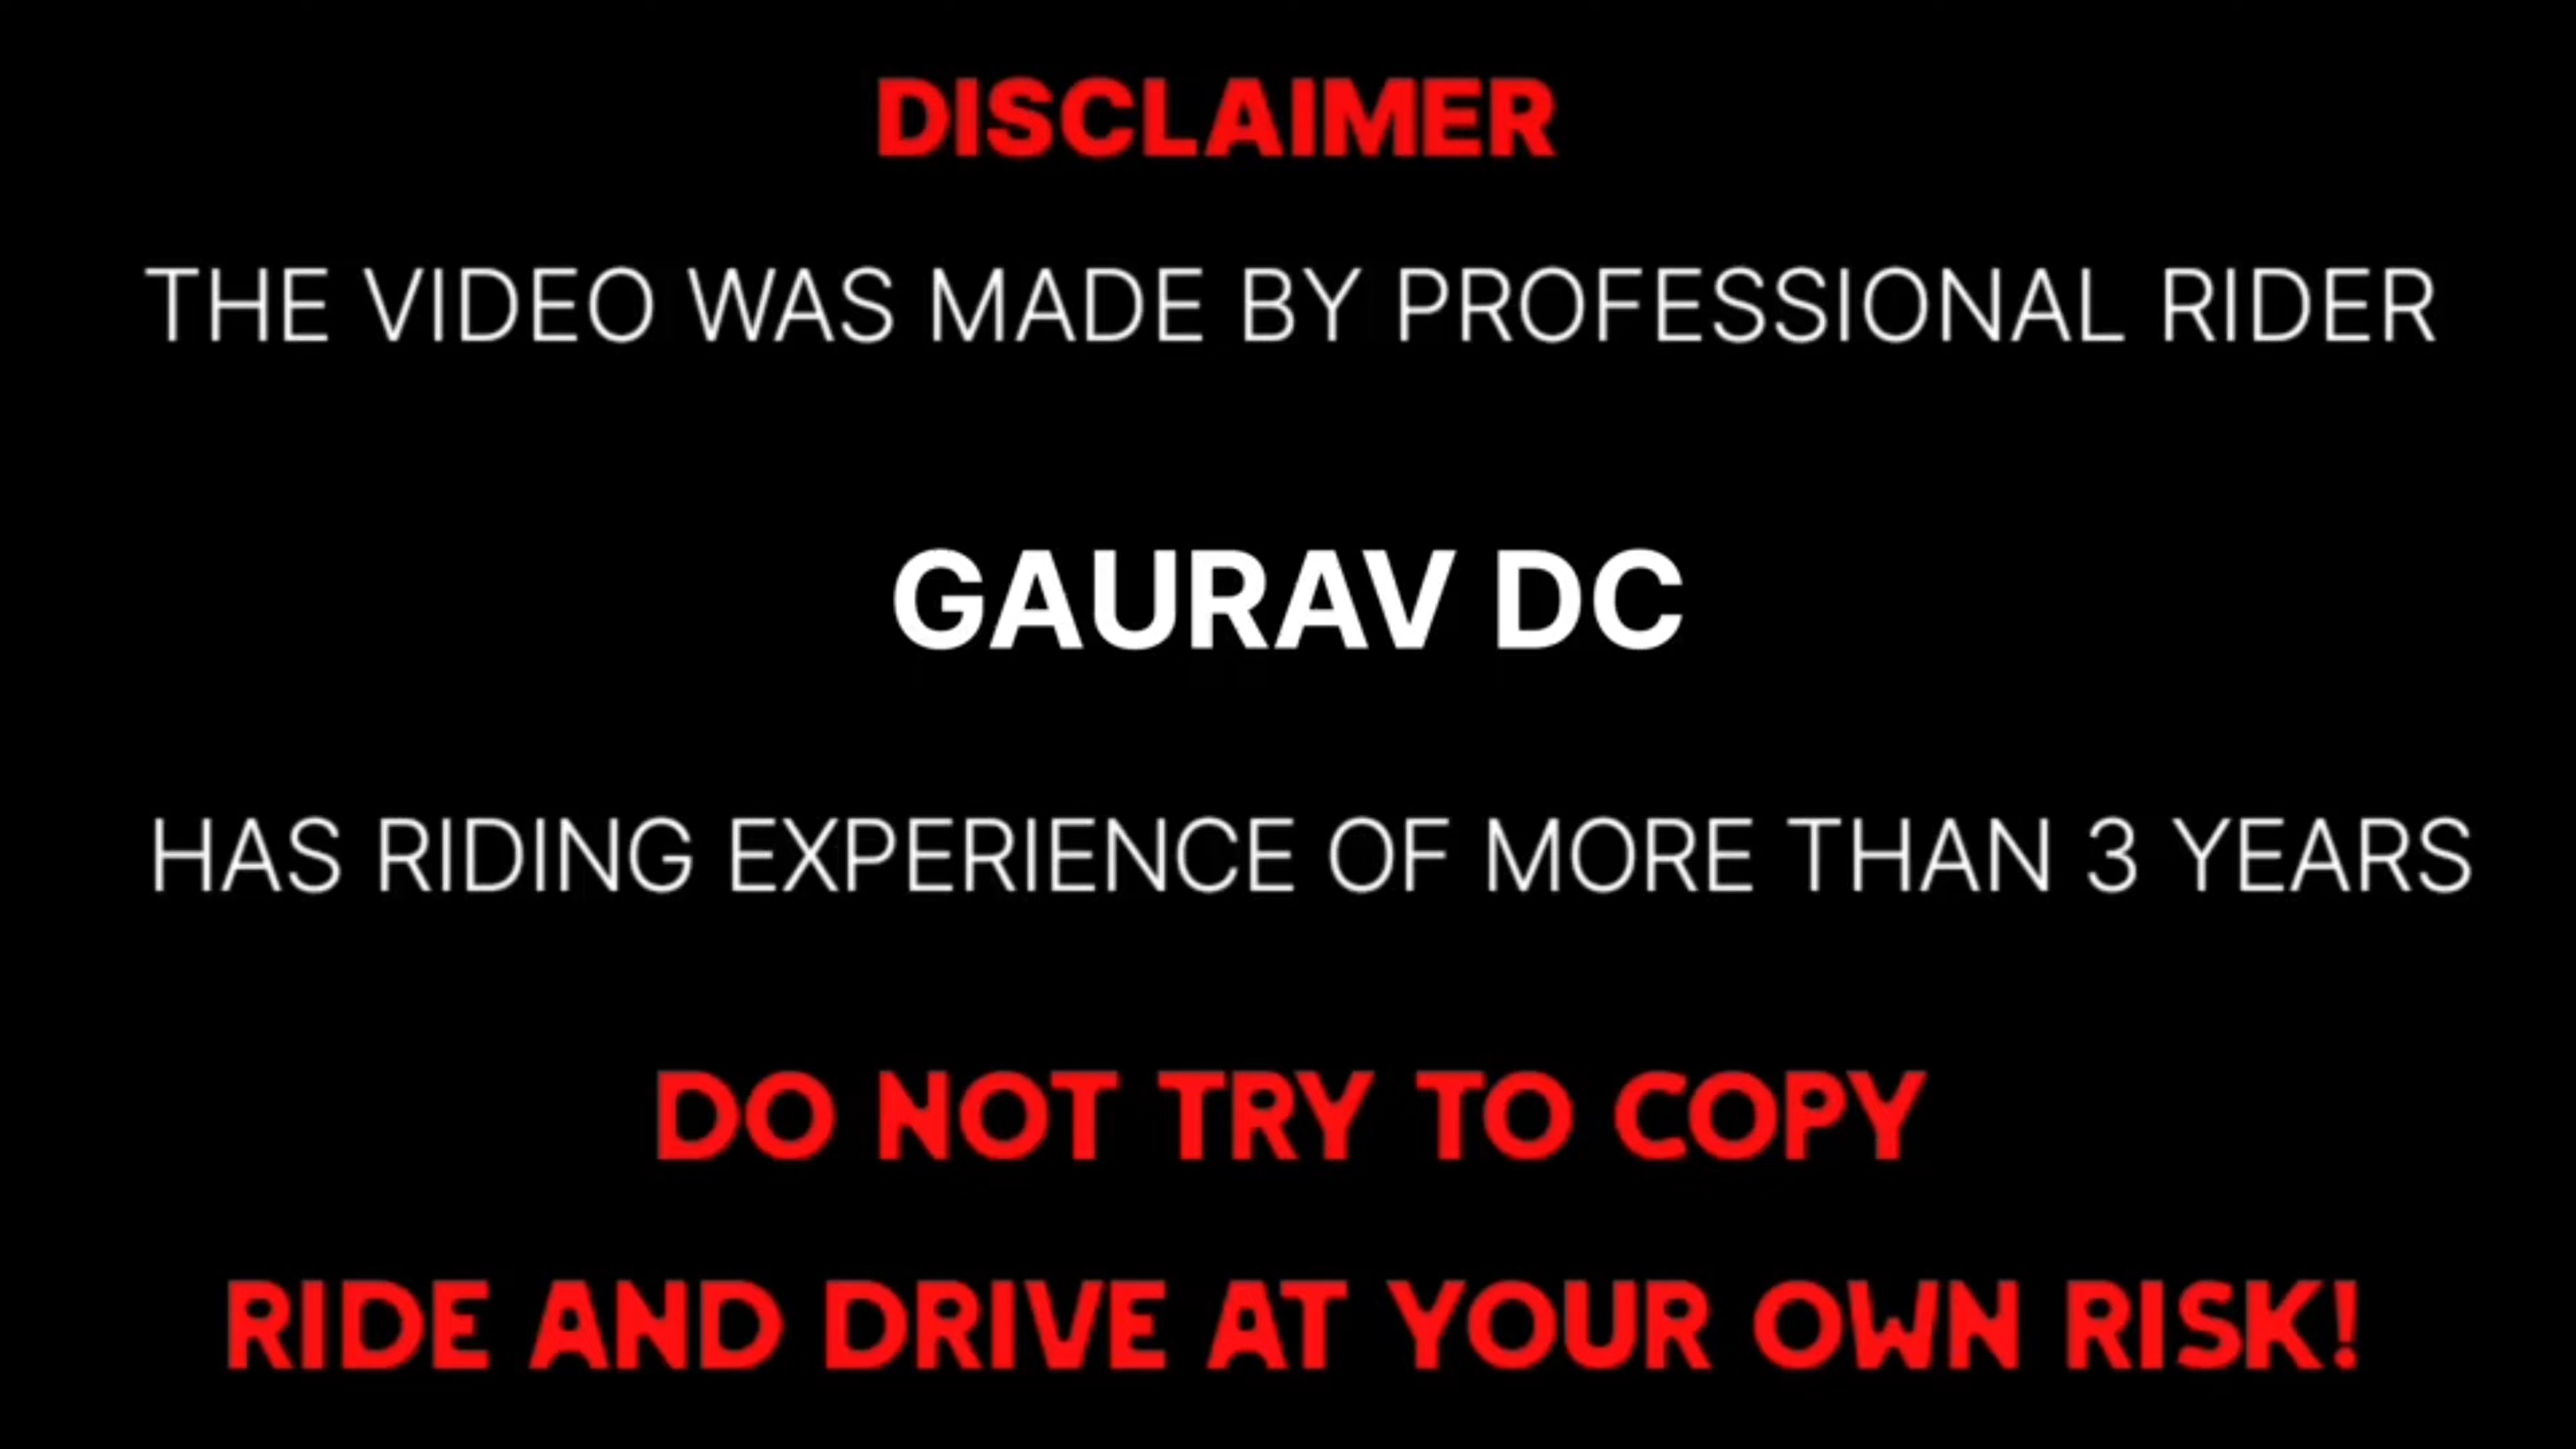 DISCLAIMER
THE VIDEO WAS MADE BY PROFESSIONAL RIDER
GAURAV DC
HAS RIDING EXPERIENCE OF MORE THAN 3 YEARS
DO NOT TRY TO COPY
RIDE AND DRIVE AT YOUR OWN RISK!